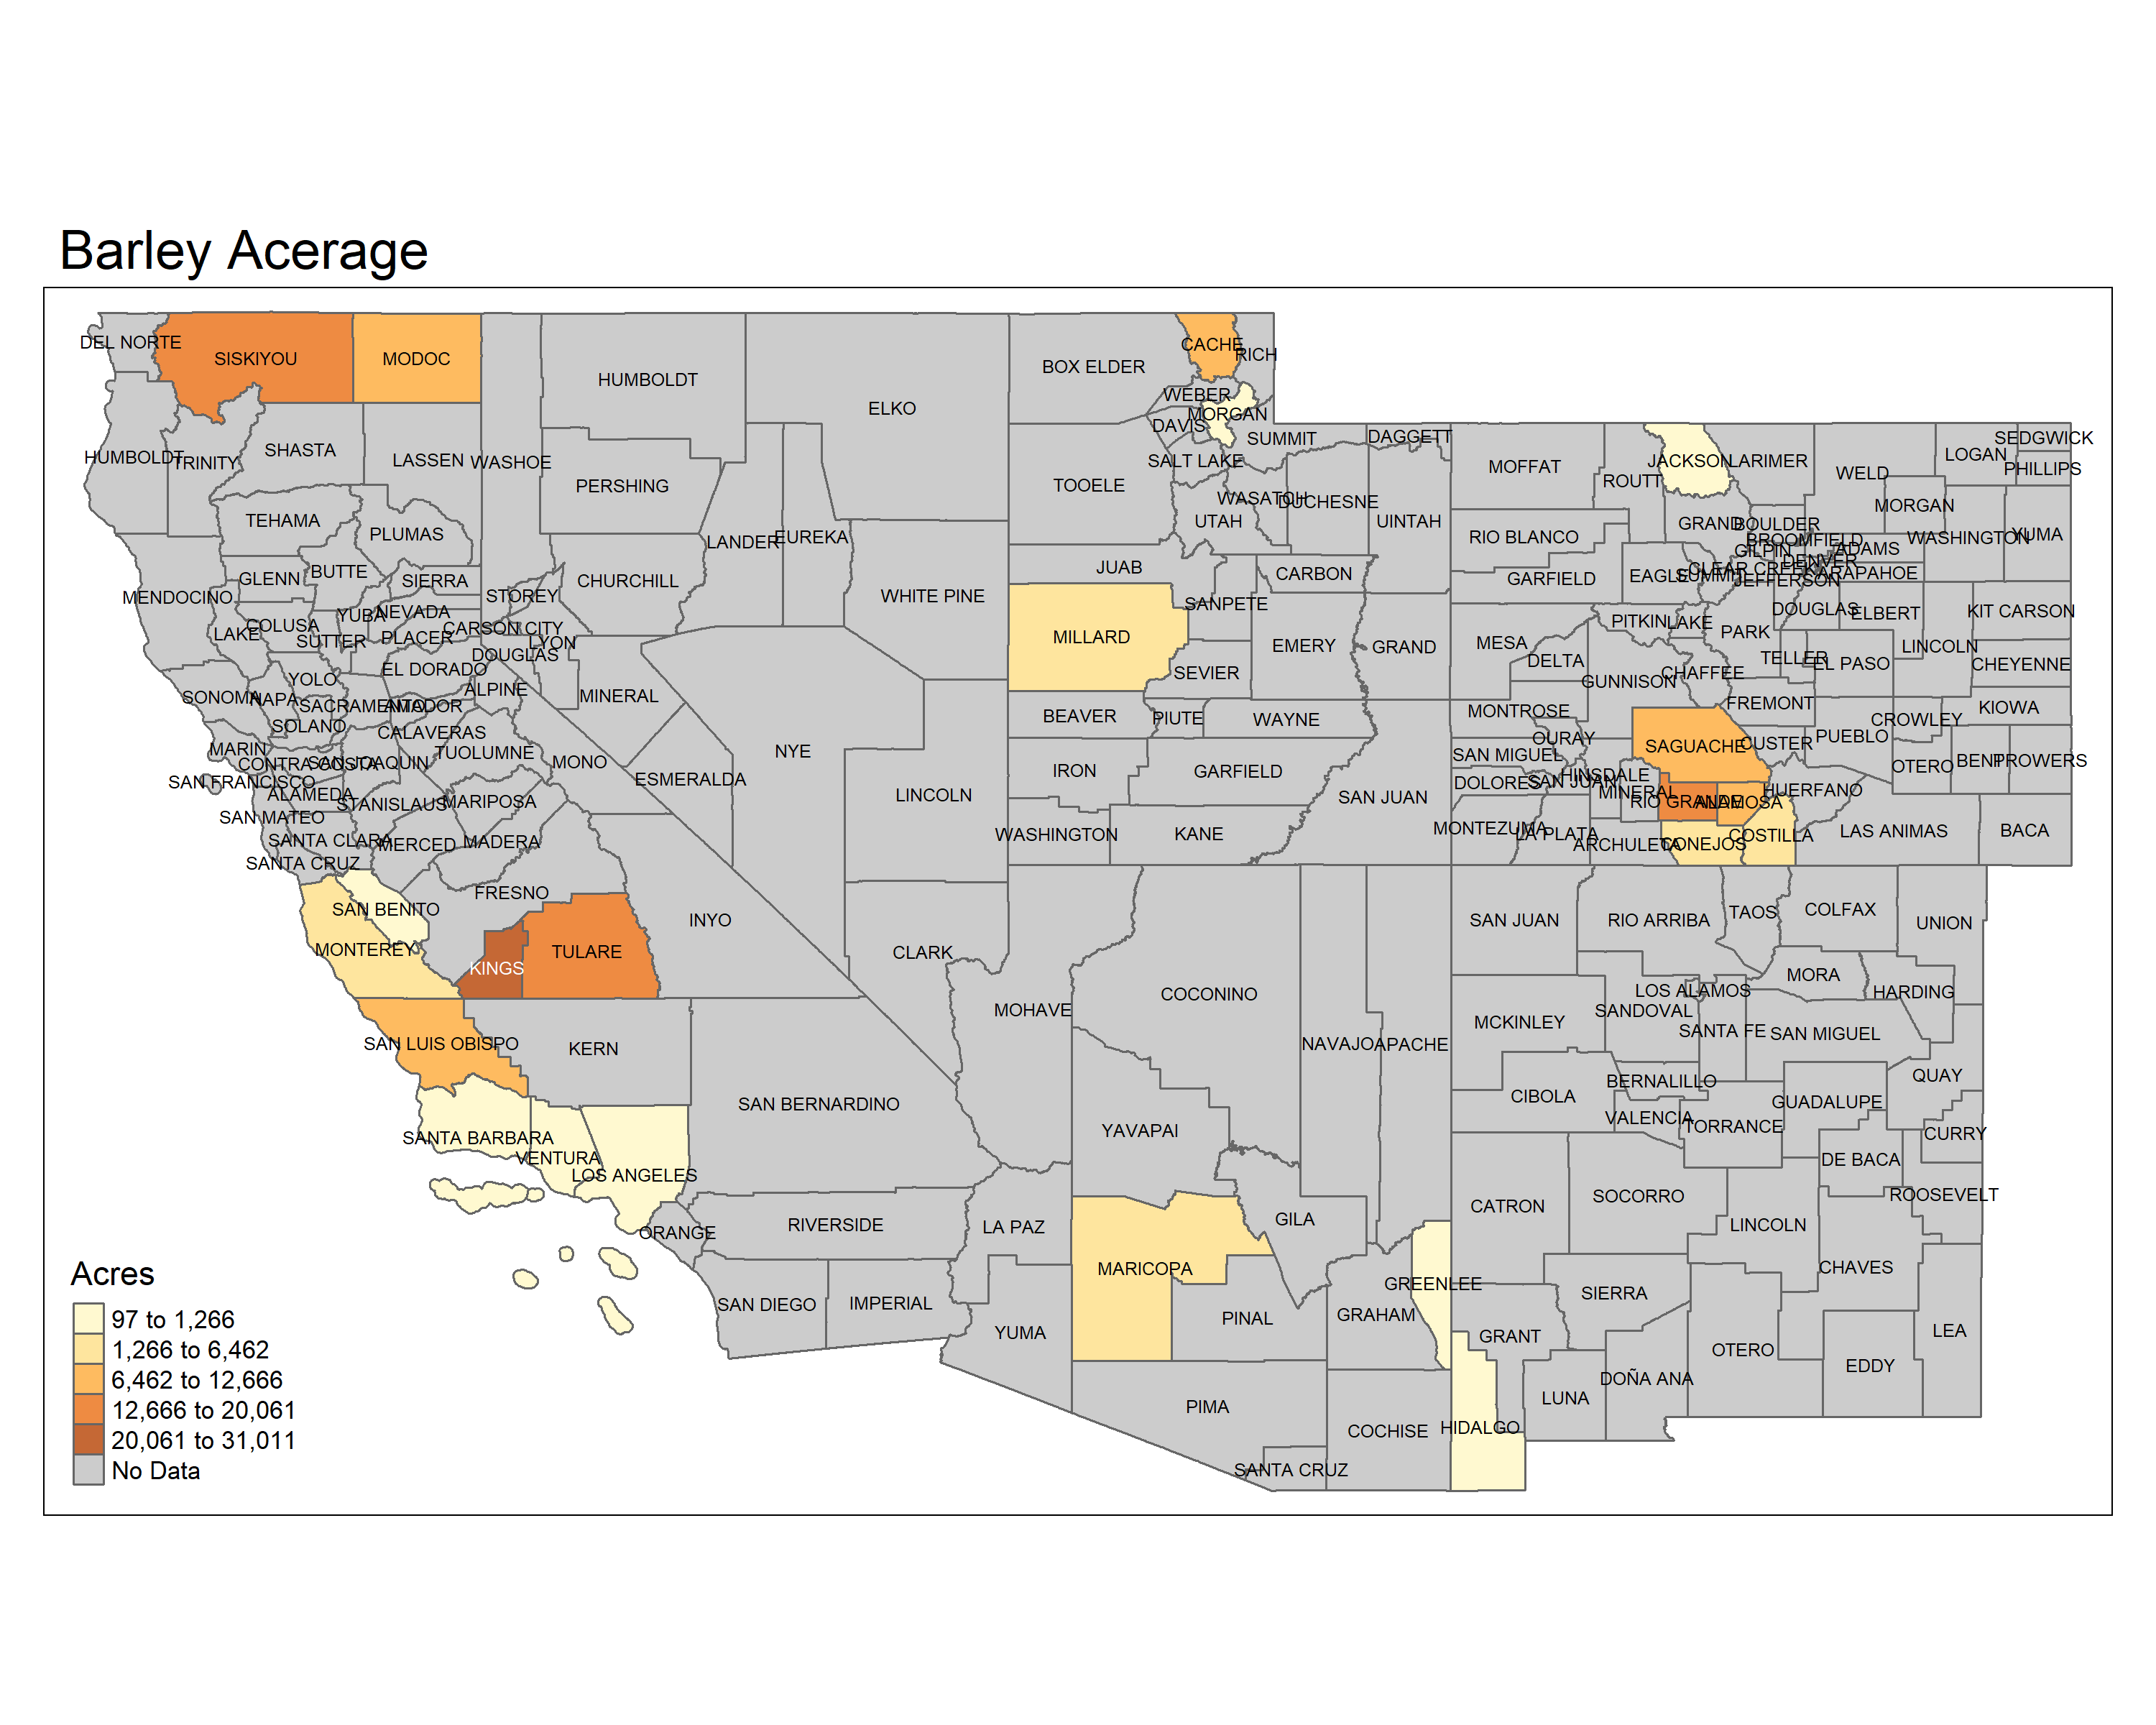 Barley Acerage
DEL NORTE
SISKIYOU
MODOC
HUMBOLDT
ELKO
BOX ELDER
CACHE
RICH
WEBER
MORGAN
DAVIS
SUMMIT
DAGGETT
SALT LAKE
TOOELE
WASATCH
DUCHESNE
UTAH
UINTAH
HUMBOLDT
TRINITY
SHASTA
LASSEN
WASHOE
PERSHING
LANDER
EUREKA
TEHAMA
PLUMAS
CHURCHILL
WHITE PINE
JUAB
CARBON
SANPETE
MILLARD
EMERY
GRAND
SEVIER
BEAVER
PIUTE
WAYNE
IRON
GARFIELD
SAN JUAN
WASHINGTON
KANE
MENDOCINO
GLENN
BUTTE
SIERRA
STOREY
LAKE
COLUSA
YUBA
NEVADA
SUTTER
PLACER
CARSON CITY
LYON
DOUGLAS
EL DORADO
ALPINE
MINERAL
SONOMA
NAPA
YOLO
SACRAMENTO
AMADOR
SOLANO
CALAVERAS
TUOLUMNE
MONO
NYE
ESMERALDA
LINCOLN
MARIN
CONTRA COSTA
SAN JOAQUIN
SAN FRANCISCO
ALAMEDA
STANISLAUS
MARIPOSA
SAN MATEO
SANTA CLARA
MERCED
MADERA
SANTA CRUZ
FRESNO
SAN BENITO
MONTEREY
KINGS
TULARE
INYO
CLARK
SAN LUIS OBISPO
KERN
SAN BERNARDINO
SANTA BARBARA
VENTURA
LOS ANGELES
ORANGE
RIVERSIDE
SAN DIEGO
IMPERIAL
MOFFAT
ROUTT
JACKSON
LARIMER
WELD
LOGAN
SEDGWICK
PHILLIPS
MORGAN
WASHINGTON
YUMA
RIO BLANCO
GRAND
BOULDER
BROOMFIELD
GILPIN
ADAMS
DENVER
CLEAR CREEK
ARAPAHOE
JEFFERSON
GARFIELD
EAGLE
SUMMIT
PITKIN
LAKE
PARK
DOUGLAS
ELBERT
KIT CARSON
MESA
DELTA
GUNNISON
CHAFFEE
TELLER
EL PASO
LINCOLN
CHEYENNE
MONTROSE
FREMONT
CROWLEY
KIOWA
OURAY
SAN MIGUEL
SAGUACHE
CUSTER
PUEBLO
OTERO
BENT
PROWERS
DOLORES
SAN JUAN
HINSDALE
MINERAL
RIO GRANDE
ALAMOSA
HUERFANO
MONTEZUMA
LA PLATA
ARCHULETA
CONEJOS
COSTILLA
LAS ANIMAS
BACA
MOHAVE
COCONINO
NAVAJO
APACHE
YAVAPAI
LA PAZ
MARICOPA
GILA
GREENLEE
YUMA
PINAL
GRAHAM
PIMA
COCHISE
SANTA CRUZ
SAN JUAN
RIO ARRIBA
TAOS
COLFAX
UNION
MORA
HARDING
LOS ALAMOS
SANDOVAL
MCKINLEY
SANTA FE
SAN MIGUEL
BERNALILLO
CIBOLA
VALENCIA
TORRANCE
GUADALUPE
QUAY
CURRY
DE BACA
ROOSEVELT
CATRON
SOCORRO
LINCOLN
CHAVES
SIERRA
GRANT
OTERO
EDDY
LEA
DOÑA ANA
LUNA
HIDALGO
Acres
97 to 1,266
1,266 to 6,462
6,462 to 12,666
12,666 to 20,061
20,061 to 31,011
No Data